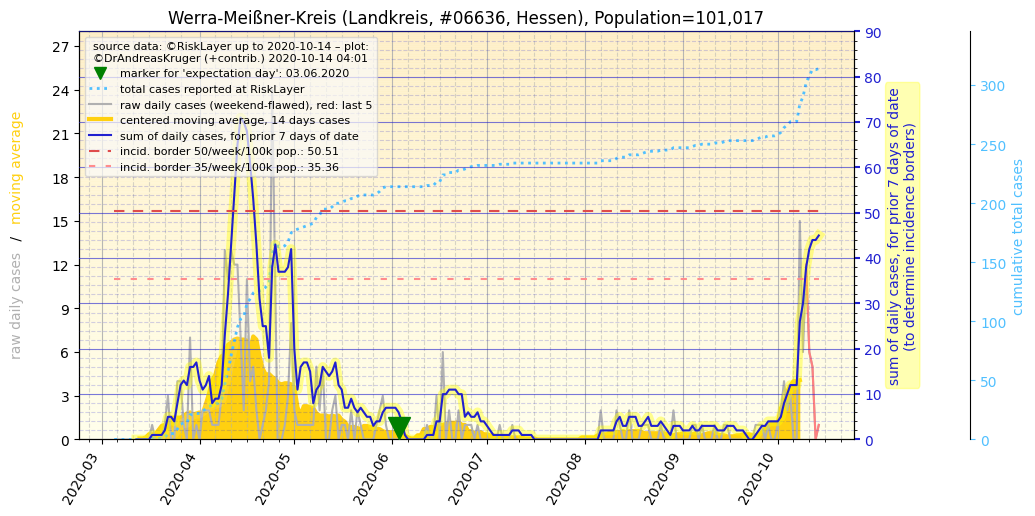 Werra-Meißner-Kreis (Landkreis, #06636, Hessen), Population=101,017
source data: ©RiskLayer up to 2020-10-14 – plot:
©DrAndreasKruger (+contrib.) 2020-10-14 04:01
marker for 'expectation day': 03.06.2020
total cases reported at RiskLayer
raw daily cases (weekend-flawed), red: last 5
centered moving average, 14 days cases
sum of daily cases, for prior 7 days of date
incid. border 50/week/100k pop.: 50.51
incid. border 35/week/100k pop.: 35.36
raw daily cases / moving average
27
24
21
18
15
12
9
6
3
0
90
80
70
60
50
40
30
20
10
0
sum of daily cases, for prior 7 days of date
(to determine incidence borders)
300
250
200
150
100
50
0
cumulative total cases
2020-03
2020-04
2020-05
2020-06
2020-07
2020-08
2020-09
2020-10